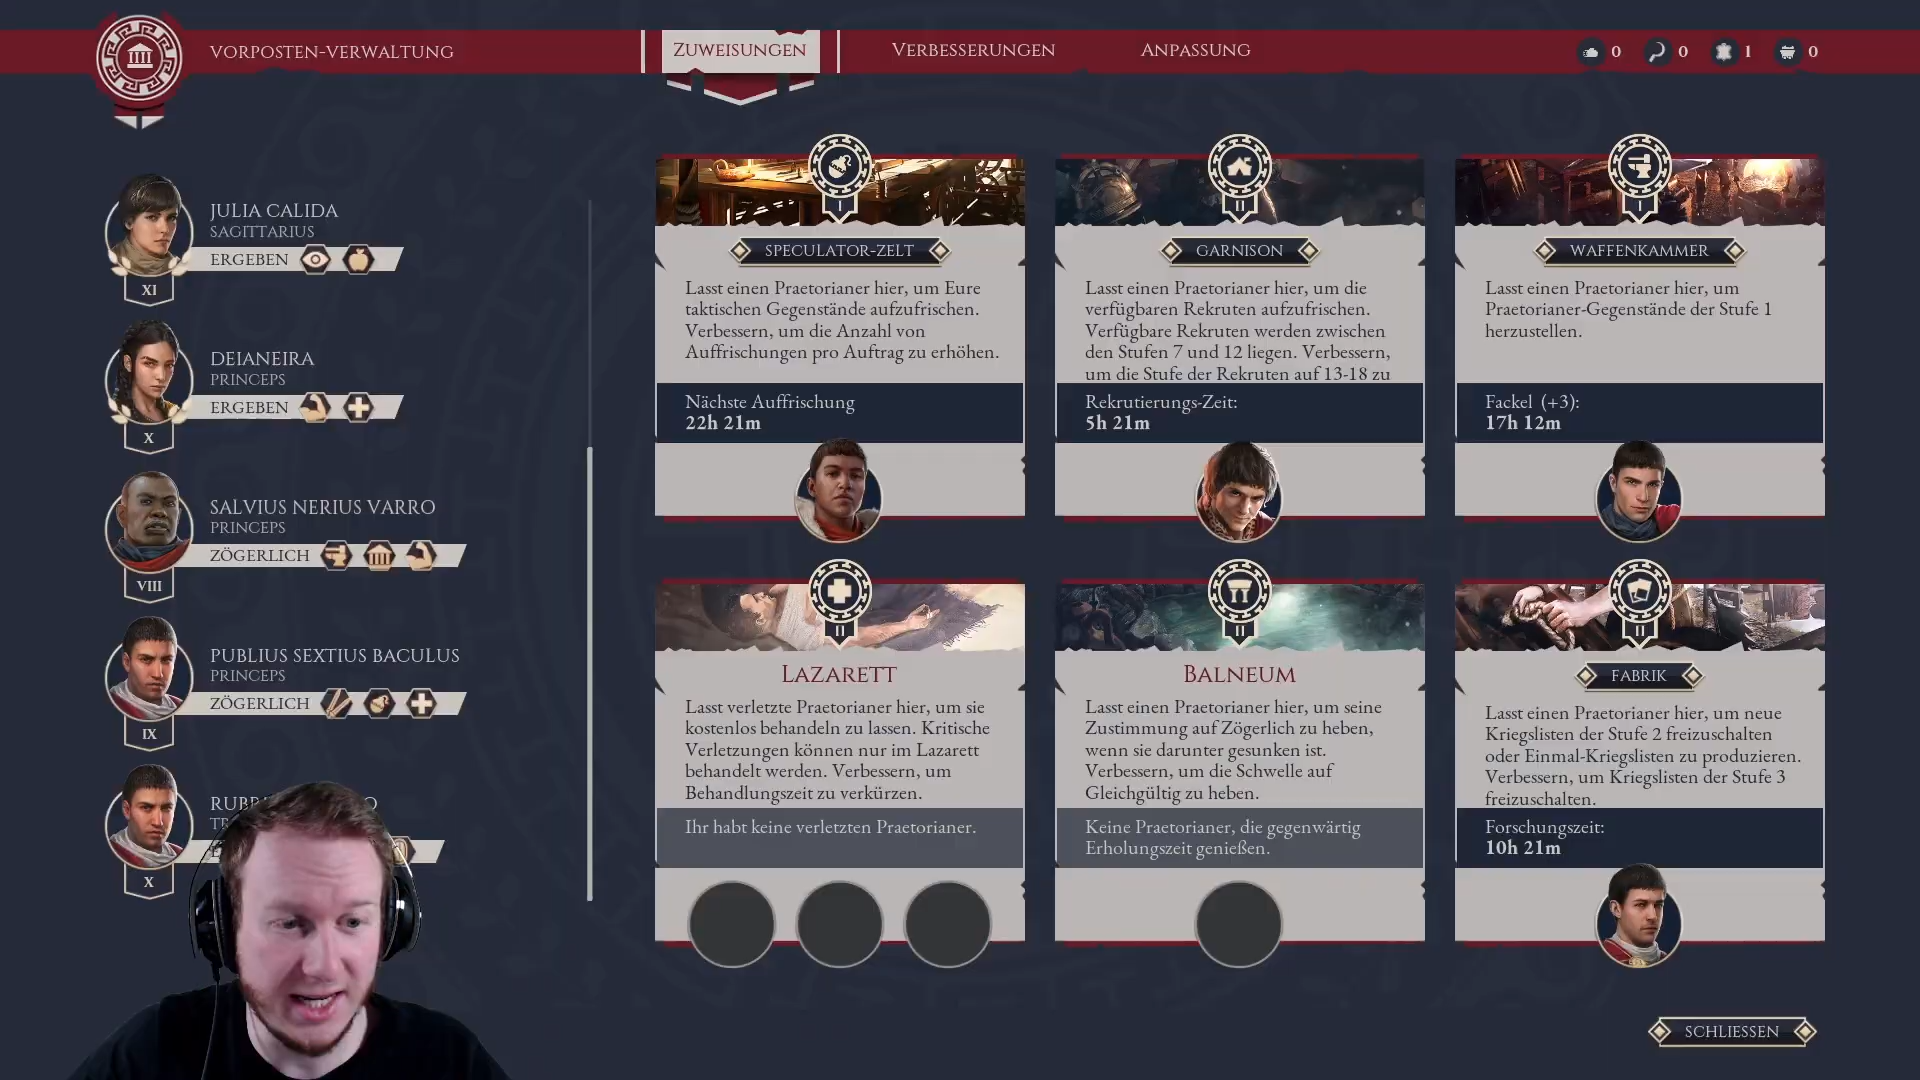 VORPOSTEN-VERWALTUNG
ZUWEISUNGEN
VERBESSERUNGEN
ANPASSUNG
0
0
1
0
JULIA CALIDA
SAGITTARIUS
ERGEBEN
XI
DEIANEIRA
PRINCEPS
ERGEBEN
X
SALVIUS NERIUS VARRO
PRINCEPS
ZÖGERLICH
VIII
PUBLIUS SEXTIUS BACULUS
PRINCEPS
ZÖGERLICH
IX
X
I
SPECULATOR-ZELT
Lasst einen Praetorianer hier, um Eure
taktischen Gegenstände aufzufrischen.
Verbessern, um die Anzahl von
Auffrischungen pro Auftrag zu erhöhen.
Nächste Auffrischung
22h 21m
II
GARNISON
Lasst einen Praetorianer hier, um die
verfügbaren Rekruten aufzufrischen.
Verfügbare Rekruten werden zwischen
den Stufen 7 und 12 liegen. Verbessern,
um die Stufe der Rekruten auf 13-18 zu
Rekrutierungs-Zeit:
5h 21m
I
WAFFENKAMMER
Lasst einen Praetorianer hier, um
Praetorianer-Gegenstände der Stufe 1
herzustellen.
Fackel (+3):
17h 12m
II
LAZARETT
Lasst verletzte Praetorianer hier, um sie
kostenlos behandeln zu lassen. Kritische
Verletzungen können nur im Lazarett
behandelt werden. Verbessern, um
Behandlungszeit zu verkürzen.
Ihr habt keine verletzten Praetorianer.
II
BALNEUM
Lasst einen Praetorianer hier, um seine
Zustimmung auf Zögerlich zu heben,
wenn sie darunter gesunken ist.
Verbessern, um die Schwelle auf
Gleichgültig zu heben.
Keine Praetorianer, die gegenwärtig
Erholungszeit genießen.
II
FABRIK
Lasst einen Praetorianer hier, um neue
Kriegslisten der Stufe 2 freizuschalten
oder Einmal-Kriegslisten zu produzieren.
Verbessern, um Kriegslisten der Stufe 3
freizuschalten.
Forschungszeit:
10h 21m
SCHLIESSEN